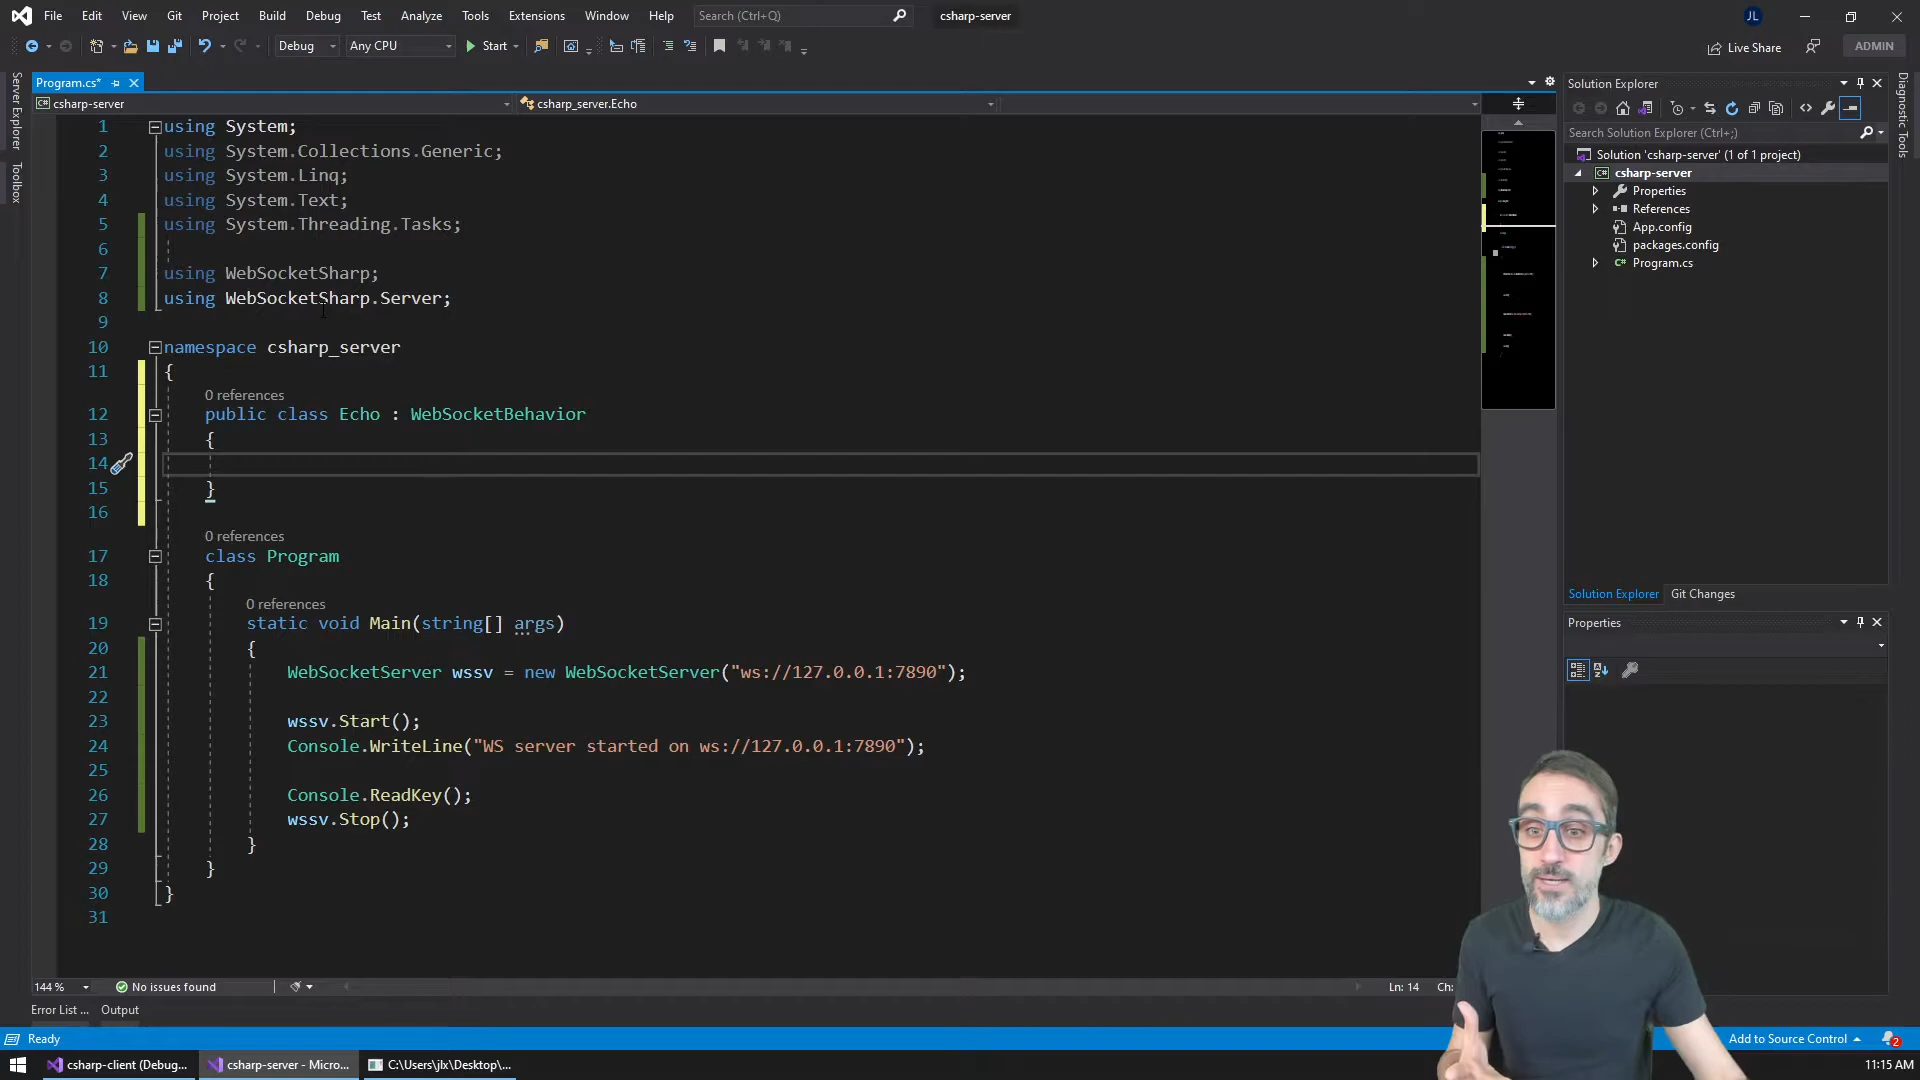 File Edit View Git Project Build Debug Test Analyze Tools Extensions Window Help Search (Ctrl+Q) csharp-server JL
Debug Any CPU Start Live Share ADMIN
Server Explorer
Toolbox
Program.cs*
csharp-server csharp_server.Echo
1 using System;
2 using System.Collections.Generic;
3 using System.Linq;
4 using System.Text;
5 using System.Threading.Tasks;
6
7 using WebSocketSharp;
8 using WebSocketSharp.Server;
9
10 namespace csharp_server
11 {
0 references
12 public class Echo : WebSocketBehavior
13 {
14
15 }
16
0 references
17 class Program
18 {
0 references
19 static void Main(string[] args)
20 {
21 WebSocketServer wssv = new WebSocketServer("ws://127.0.0.1:7890");
22
23 wssv.Start();
24 Console.WriteLine("WS server started on ws://127.0.0.1:7890");
25
26 Console.ReadKey();
27 wssv.Stop();
28 }
29 }
30 }
31
144 % No issues found Ln: 14 Ch:
Error List ... Output
Solution Explorer
Search Solution Explorer (Ctrl+;)
Solution 'csharp-server' (1 of 1 project)
csharp-server
Properties
References
App.config
packages.config
Program.cs
Solution Explorer Git Changes
Properties
Diagnostic Tools
Ready Add to Source Control 2
csharp-client (Debug... csharp-server - Micro... C:\Users\jlx\Desktop\... 11:15 AM